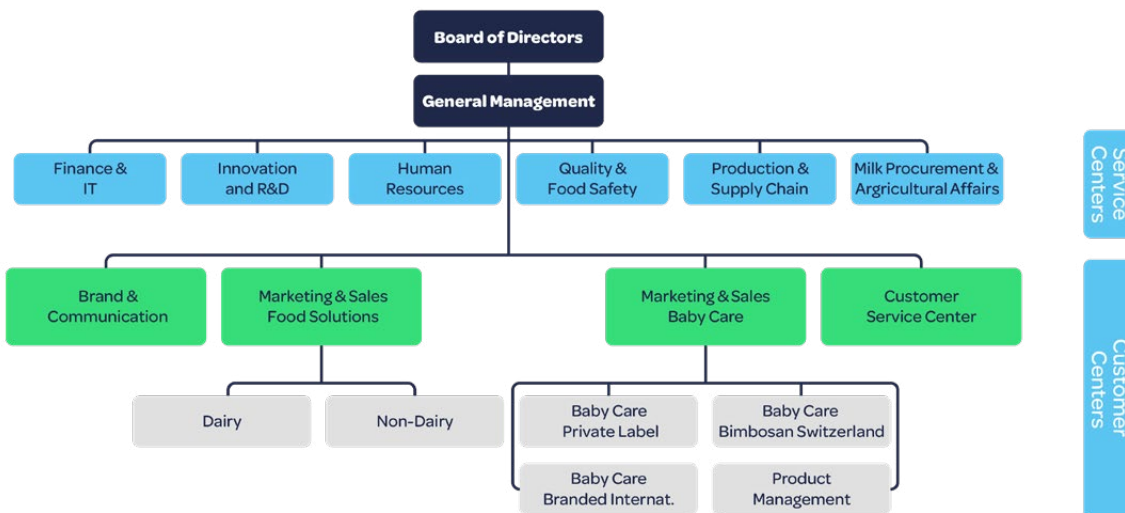 Board of Directors
General Management
Finance &
IT
Innovation
and R&D
Human
Resources
Quality &
Food Safety
Production &
Supply Chain
Milk Procurement &
Argricultural Affairs
Service
Centers
Brand &
Communication
Marketing & Sales
Food Solutions
Marketing & Sales
Baby Care
Customer
Service Center
Customer
Centers
Dairy
Non-Dairy
Baby Care
Private Label
Baby Care
Bimbosan Switzerland
Baby Care
Branded Internat.
Product
Management